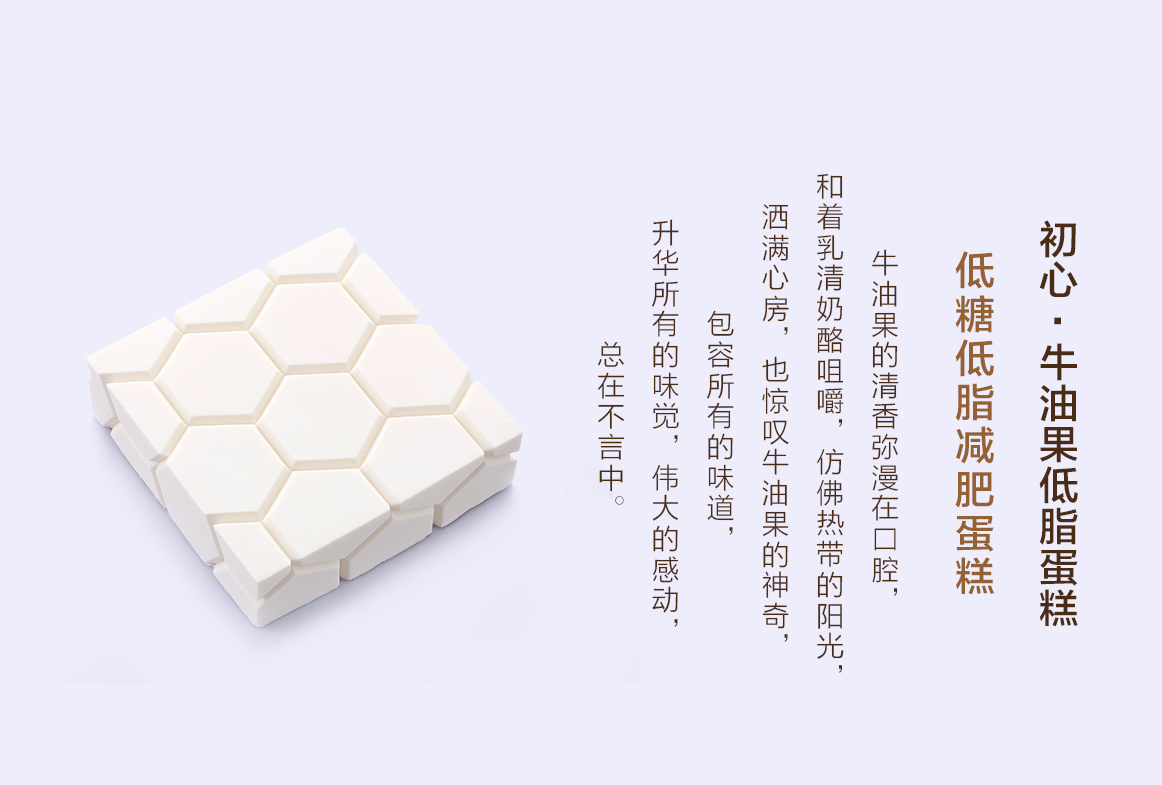 初心·牛油果低脂蛋糕
低糖低脂减肥蛋糕
牛油果的清香弥漫在口腔，
和着乳清奶酪咀嚼，仿佛热带的阳光，
洒满心房，也惊叹牛油果的神奇，
包容所有的味道，
升华所有的味觉，伟大的感动，
总在不言中。